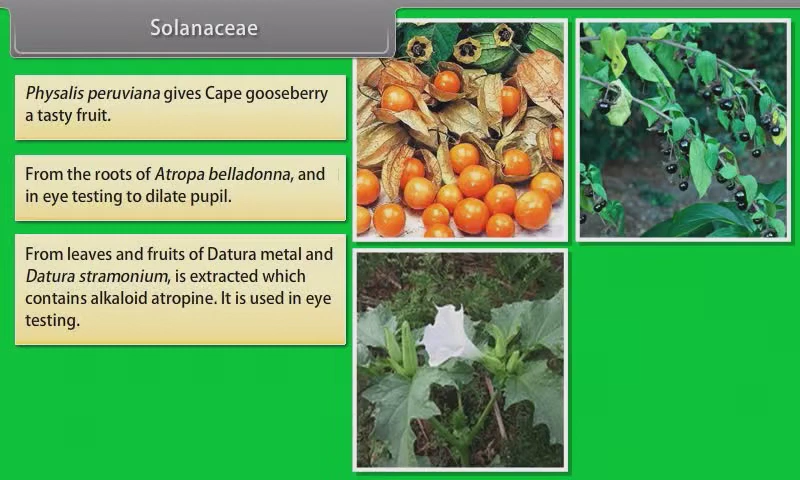 Solanaceae
Physalis peruviana gives Cape gooseberry
a tasty fruit.
From the roots of Atropa belladonna, and
in eye testing to dilate pupil.
From leaves and fruits of Datura metal and
Datura stramonium, is extracted which
contains alkaloid atropine. It is used in eye
testing.